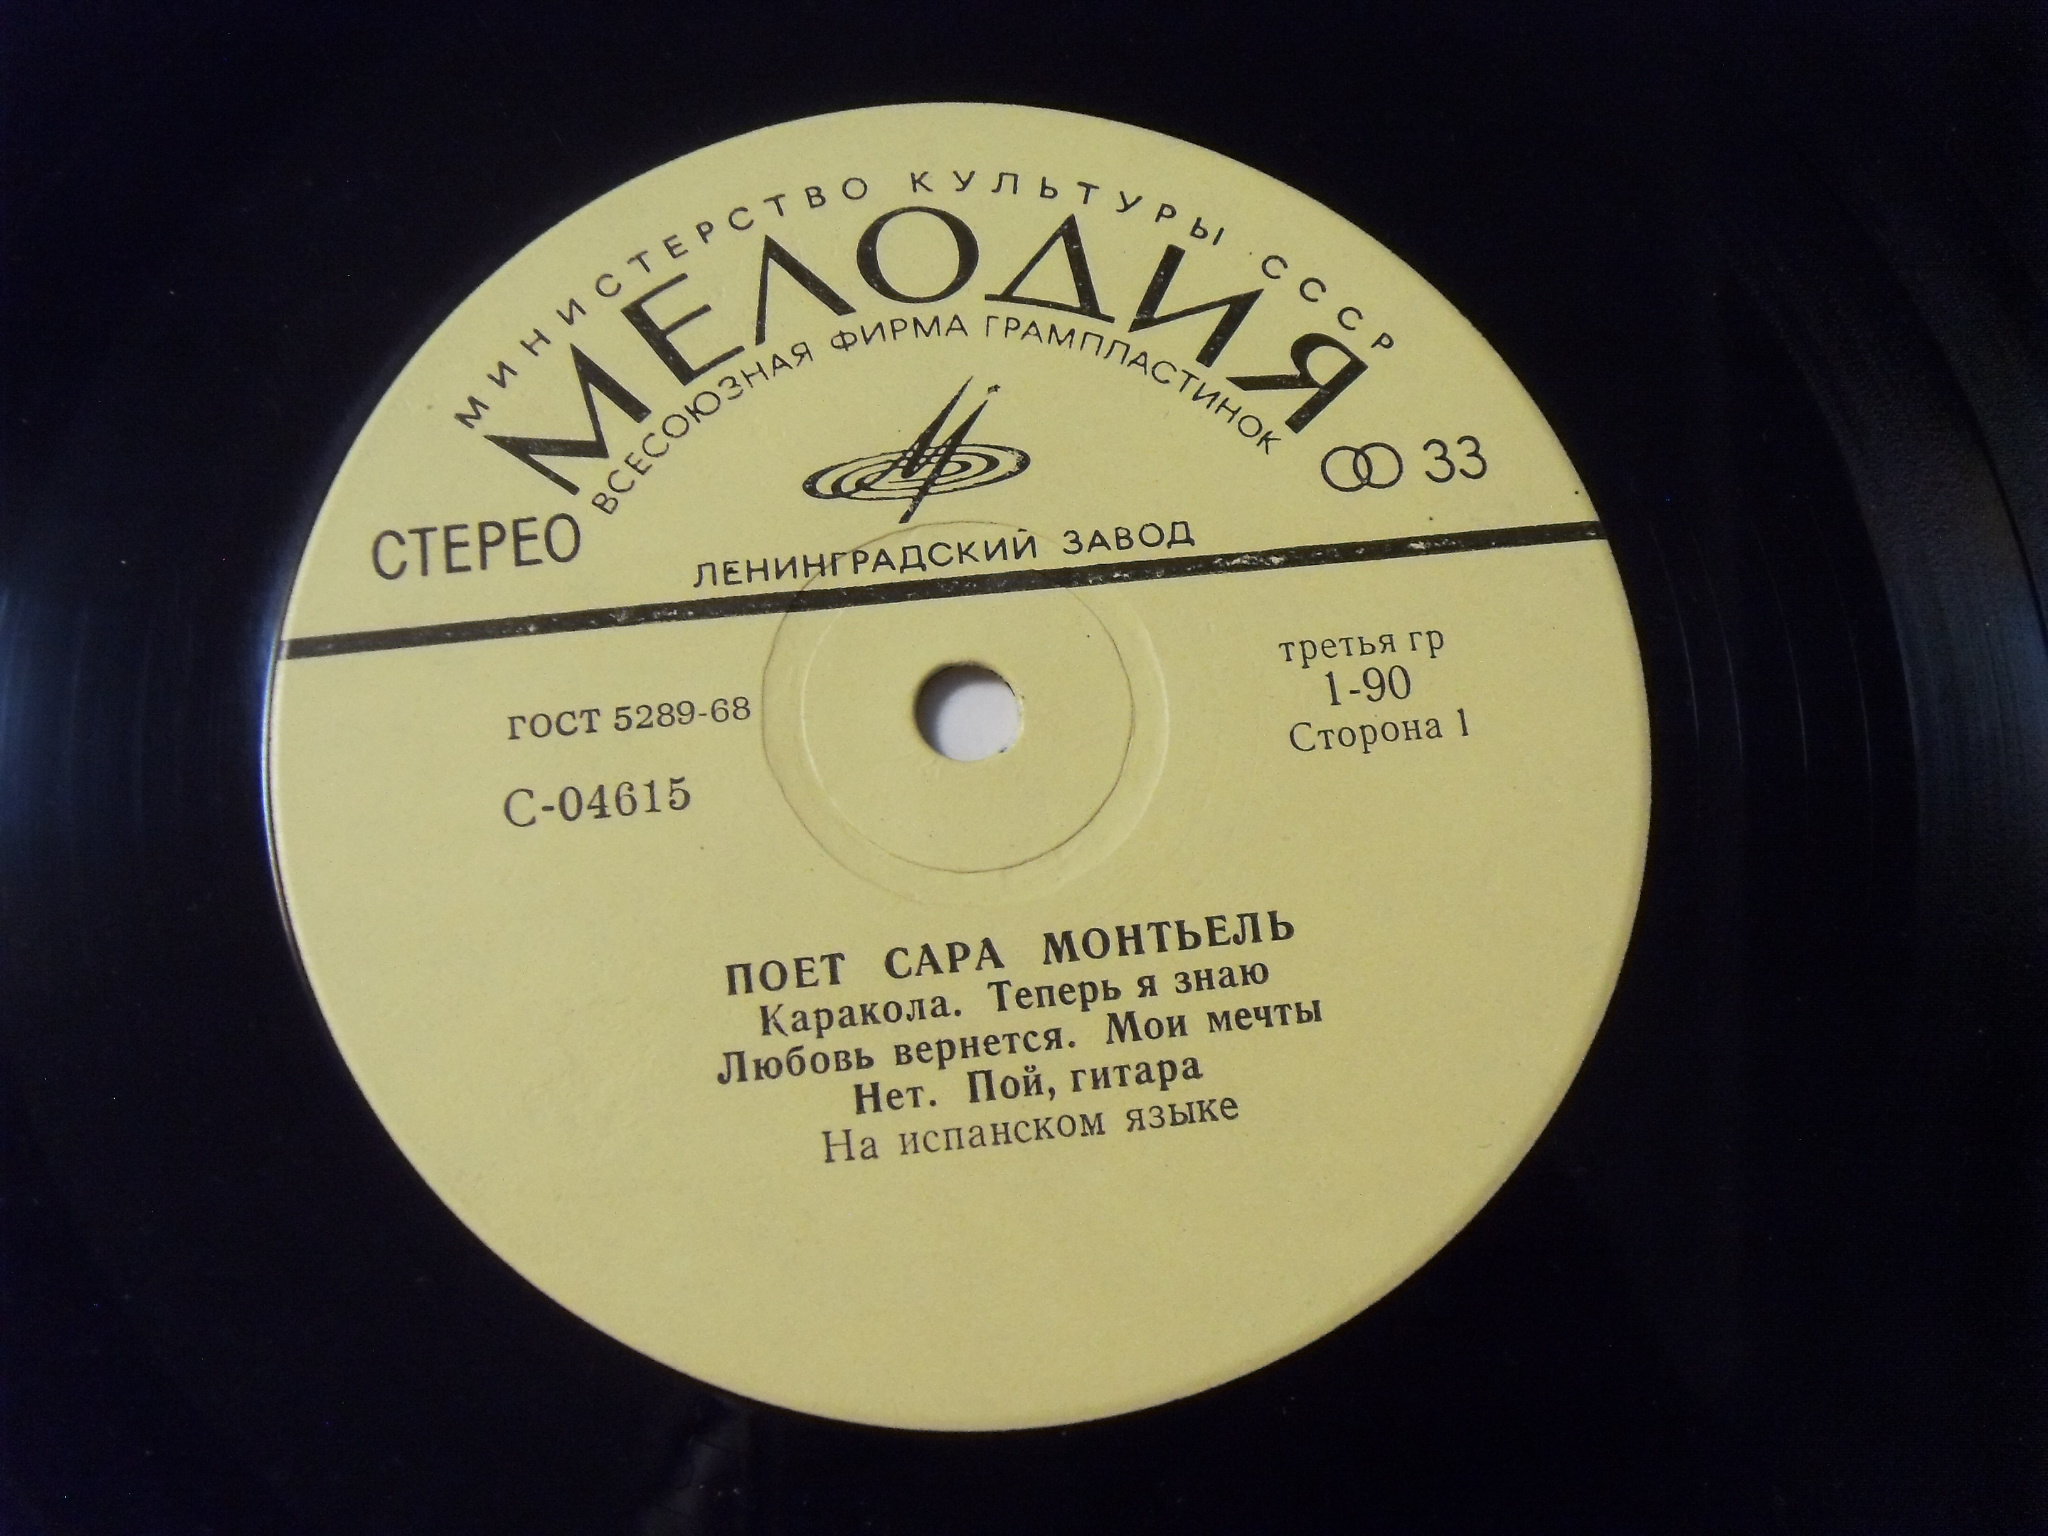 МИНИСТЕРСТВО КУЛЬТУРЫ СССР
МЕЛОДИЯ
ВСЕСОЮЗНАЯ ФИРМА ГРАМПЛАСТИНОК
33
СТЕРЕО
ЛЕНИНГРАДСКИЙ ЗАВОД
третья гр
1-90
Сторона 1
ГОСТ 5289-68
С-04615
ПОЕТ САРА МОНТЬЕЛЬ
Каракола. Теперь я знаю
Любовь вернется. Мои мечты
Нет. Пой, гитара
На испанском языке